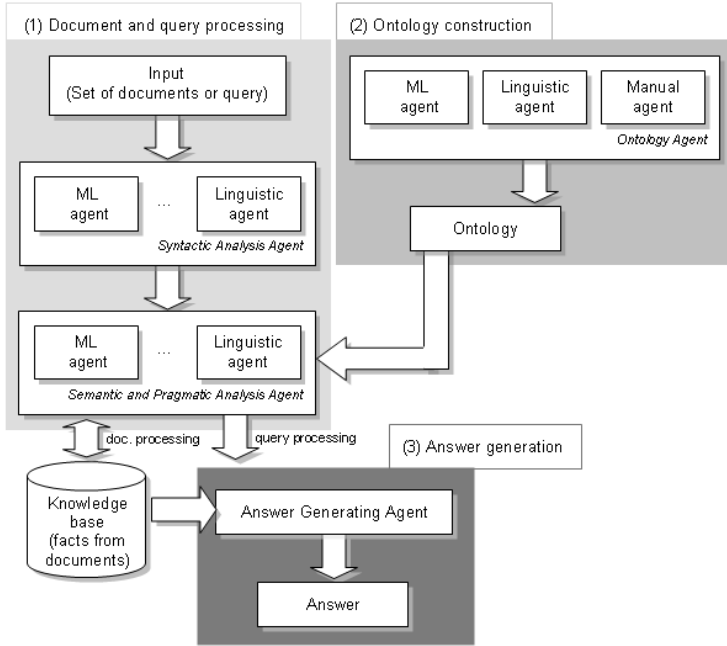 (1) Document and query processing
Input
(Set of documents or query)
ML
agent
...
Linguistic
agent
Syntactic Analysis Agent
ML
agent
...
Linguistic
agent
Semantic and Pragmatic Analysis Agent
doc. processing
query processing
Knowledge
base
(facts from
documents)
(2) Ontology construction
ML
agent
Linguistic
agent
Manual
agent
Ontology Agent
Ontology
(3) Answer generation
Answer Generating Agent
Answer